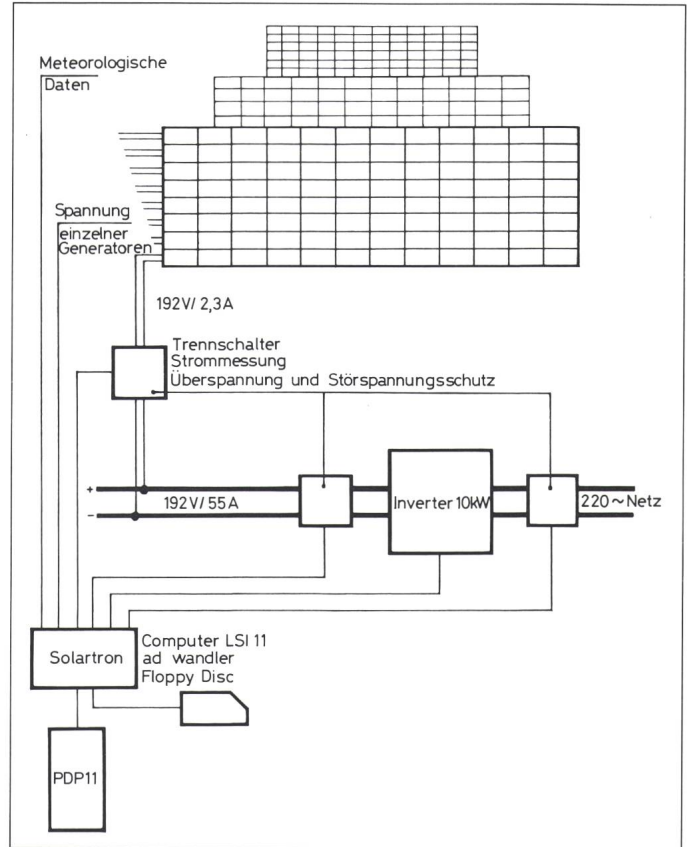 Meteorologische
Daten
Spannung
einzelner
Generatoren
192V/ 2,3A
Trennschalter
Strommessung
Überspannung und Störspannungsschutz
+
192V/ 55A
-
Inverter 10kW
220 ~ Netz
Solartron
Computer LSI 11
ad wandler
Floppy Disc
PDP11